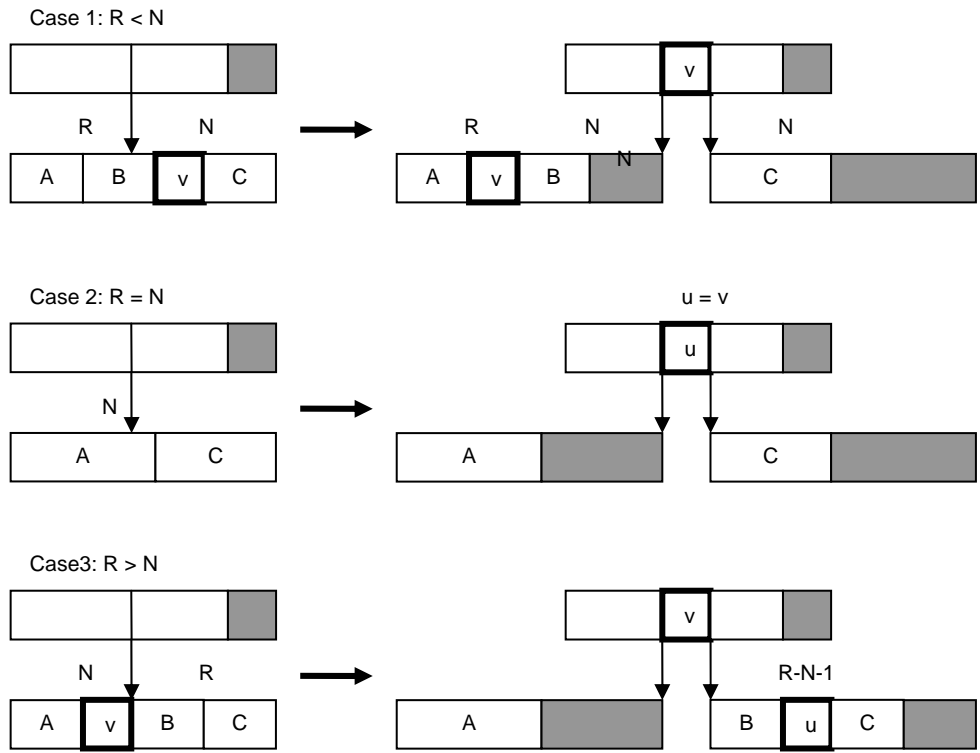 Case 1: R < N
v
R N
R N N
N
A B v C
A v B
C
Case 2: R = N
u = v
u
N
A C
A
C
Case3: R > N
v
N R
R-N-1
A v B C
A
B u C